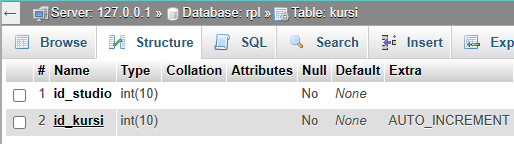 Server: 127.0.0.1 » Database: rpl » Table: kursi
Browse Structure SQL Search Insert Exp
# Name Type Collation Attributes Null Default Extra
1 id_studio int(10) No None
2 id_kursi int(10) No None AUTO_INCREMENT